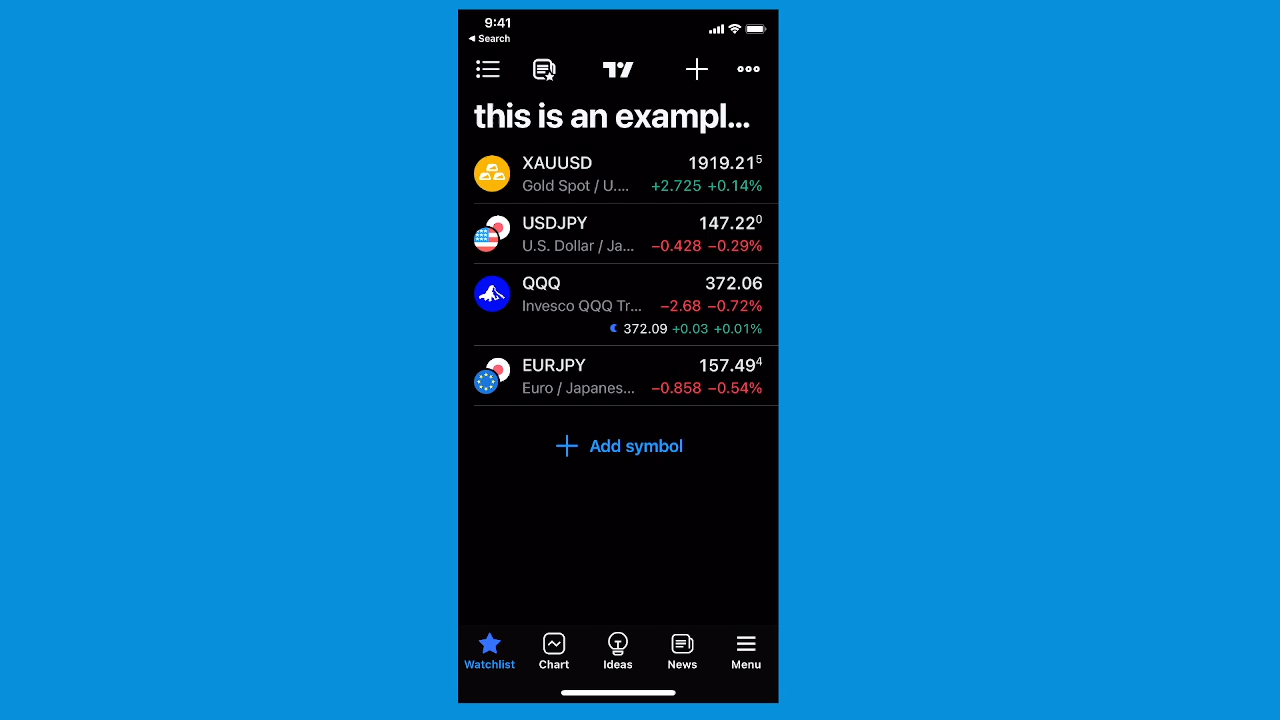 9:41
◀ Search
this is an exampl...
XAUUSD 1919.21⁵
Gold Spot / U.... +2.725 +0.14%
USDJPY 147.22⁰
U.S. Dollar / Ja... −0.428 −0.29%
QQQ 372.06
Invesco QQQ Tr... −2.68 −0.72%
372.09 +0.03 +0.01%
EURJPY 157.49⁴
Euro / Japanes... −0.858 −0.54%
+ Add symbol
Watchlist Chart Ideas News Menu